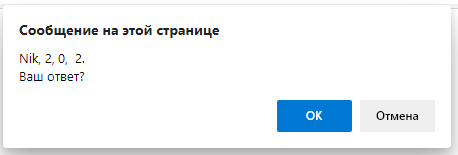 Сообщение на этой странице
Nik, 2, 0,  2.
Ваш ответ?
ОК Отмена